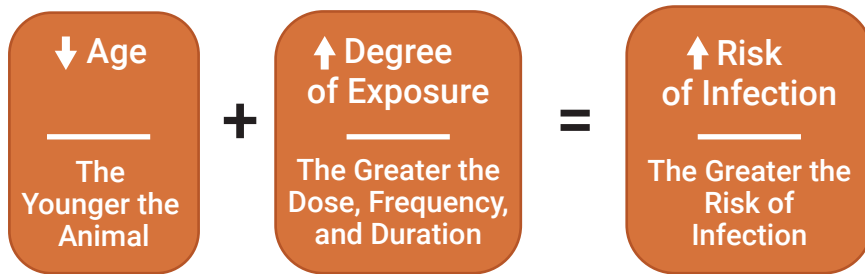 ↓ Age
The
Younger the
Animal
+
↑ Degree
of Exposure
The Greater the
Dose, Frequency,
and Duration
=
↑ Risk
of Infection
The Greater the
Risk of
Infection